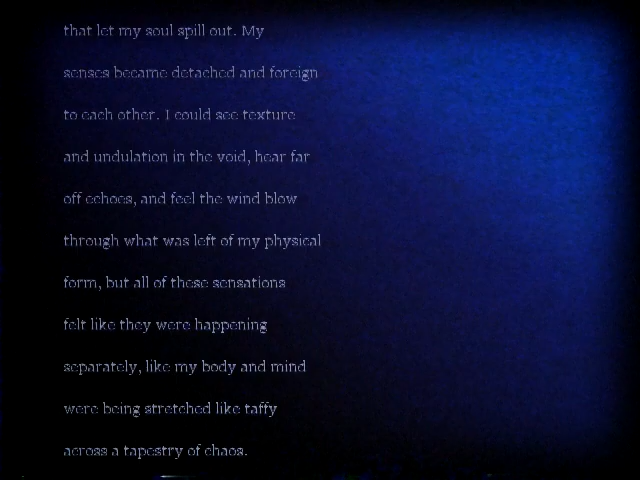 that let my soul spill out. My
senses became detached and foreign
to each other. I could see texture
and undulation in the void, hear far
off echoes, and feel the wind blow
through what was left of my physical
form, but all of these sensations
felt like they were happening
separately, like my body and mind
were being stretched like taffy
across a tapestry of chaos.